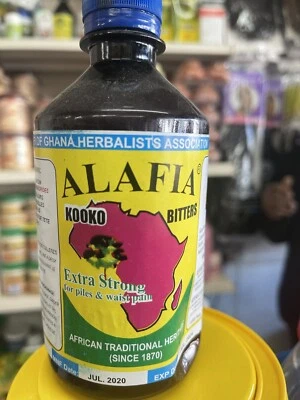 OF GHANA HERBALISTS ASSOCIATION
ALAFIA®
KOOKO BITTERS
Extra Strong
for piles & waist pain
AFRICAN TRADITIONAL HER
(SINCE 1870)
JUL. 2020
EXP